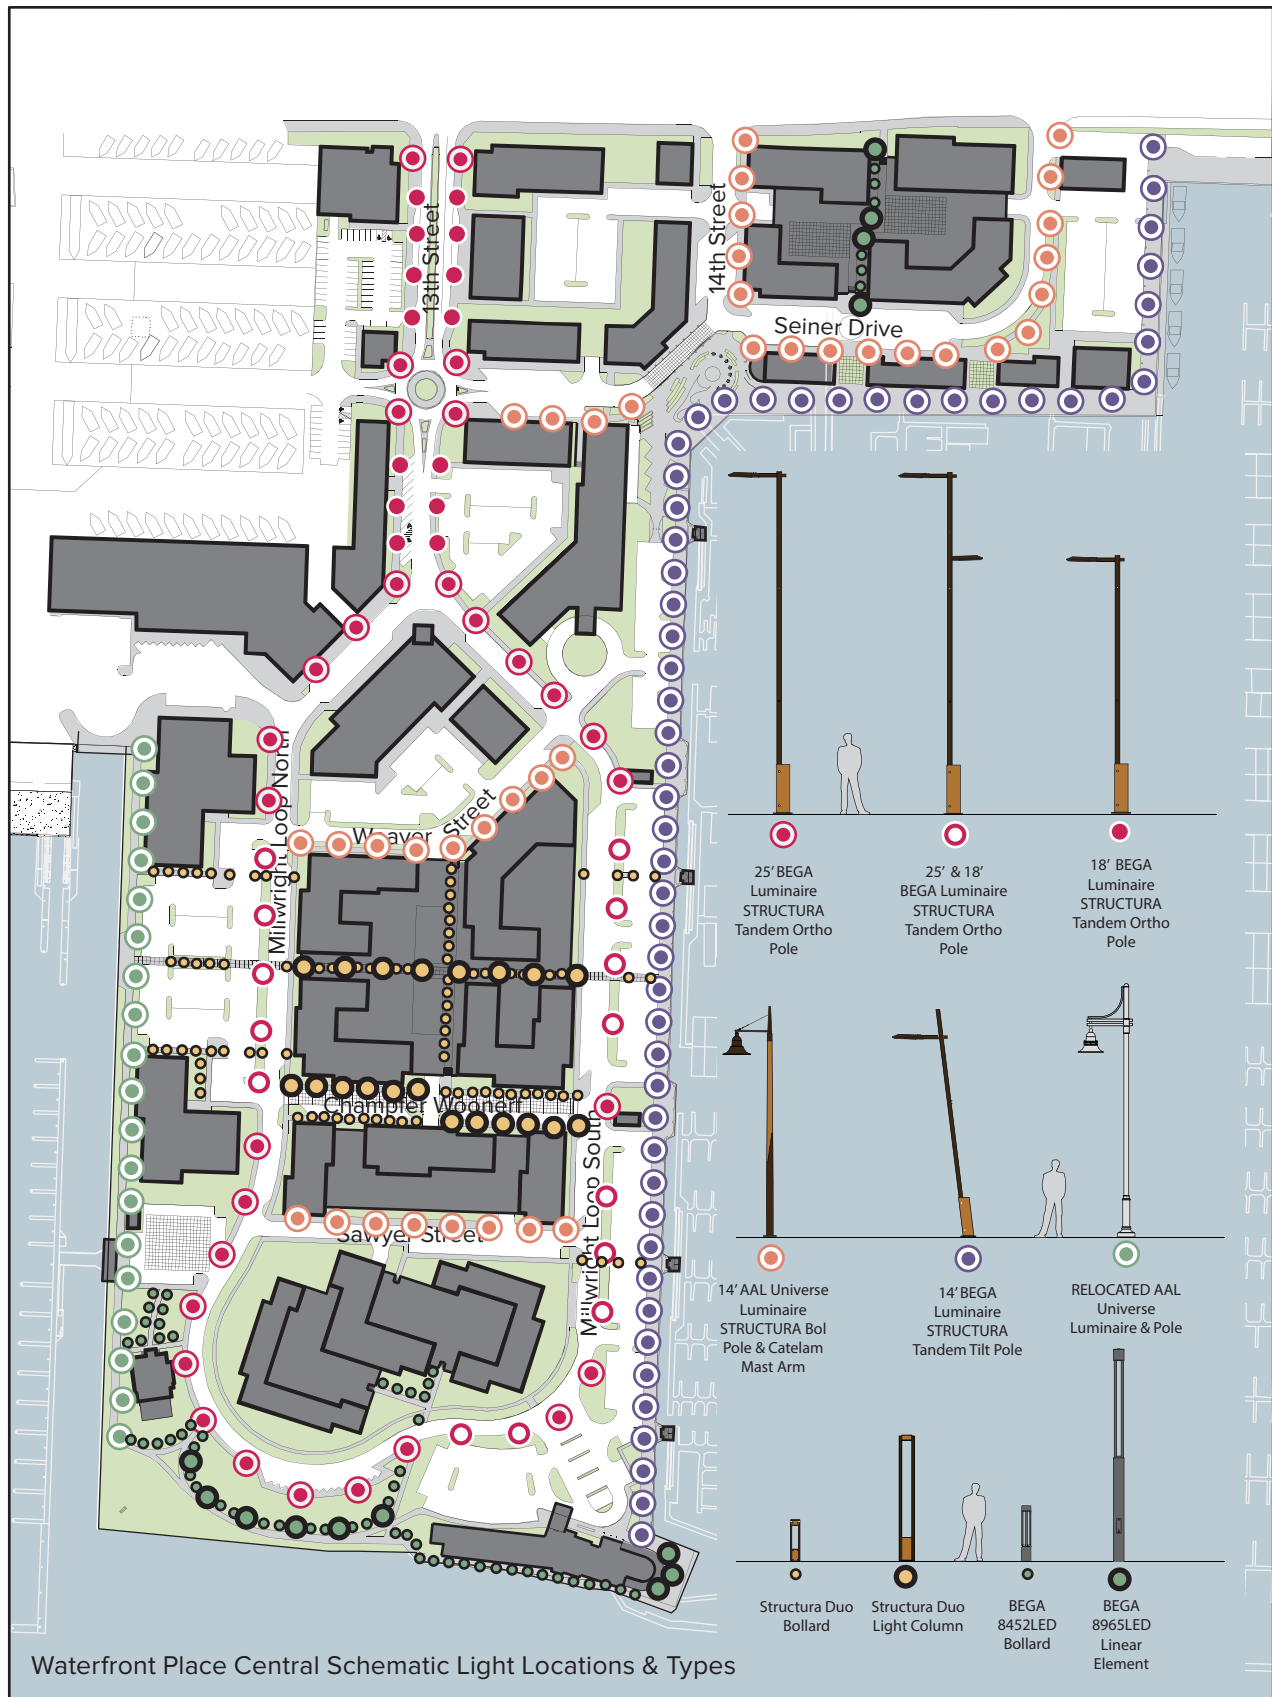 13th Street
14th Street
Seiner Drive
Millwright Loop North
Weaver Street
25' BEGA
Luminaire
STRUCTURA
Tandem Ortho
Pole
25' & 18'
BEGA Luminaire
STRUCTURA
Tandem Ortho
Pole
18' BEGA
Luminaire
STRUCTURA
Tandem Ortho
Pole
Champfer Woonerf
Millwright Loop South
Sawyer Street
14' AAL Universe
Luminaire
STRUCTURA Bol
Pole & Catelam
Mast Arm
14' BEGA
Luminaire
STRUCTURA
Tandem Tilt Pole
RELOCATED AAL
Universe
Luminaire & Pole
Structura Duo
Bollard
Structura Duo
Light Column
BEGA
8452LED
Bollard
BEGA
8965LED
Linear
Element
Waterfront Place Central Schematic Light Locations & Types